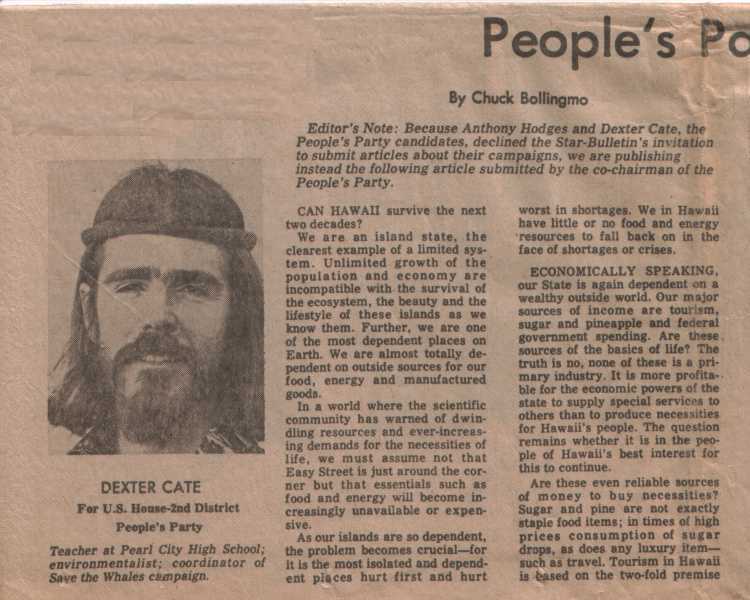 People's Pa
By Chuck Bollingmo
Editor's Note: Because Anthony Hodges and Dexter Cate, the
People's Party candidates, declined the Star-Bulletin's invitation
to submit articles about their campaigns, we are publishing
instead the following article submitted by the co-chairman of the
People's Party.
CAN HAWAII survive the next
two decades?
We are an island state, the
clearest example of a limited sys-
tem. Unlimited growth of the
population and economy are
incompatible with the survival of
the ecosystem, the beauty and the
lifestyle of these islands as we
know them. Further, we are one
of the most dependent places on
Earth. We are almost totally de-
pendent on outside sources for our
food, energy and manufactured
goods.
In a world where the scientific
community has warned of dwin-
dling resources and ever-increas-
ing demands for the necessities of
life, we must assume not that
Easy Street is just around the cor-
ner but that essentials such as
food and energy will become in-
creasingly unavailable or expen-
sive.
As our islands are so dependent,
the problem becomes crucial—for
it is the most isolated and depend-
ent places hurt first and hurt
worst in shortages. We in Hawaii
have little or no food and energy
resources to fall back on in the
face of shortages or crises.
ECONOMICALLY SPEAKING,
our State is again dependent on a
wealthy outside world. Our major
sources of income are tourism,
sugar and pineapple and federal
government spending. Are these
sources of the basics of life? The
truth is no, none of these is a pri-
mary industry. It is more profita-
ble for the economic powers of the
state to supply special services to
others than to produce necessities
for Hawaii's people. The question
remains whether it is in the peo-
ple of Hawaii's best interest for
this to continue.
Are these even reliable sources
of money to buy necessities?
Sugar and pine are not exactly
staple food items; in times of high
prices consumption of sugar
drops, as does any luxury item—
such as travel. Tourism in Hawaii
is based on the two-fold premise
DEXTER CATE
For U.S. House-2nd District
People's Party
Teacher at Pearl City High School;
environmentalist; coordinator of
Save the Whales campaign.